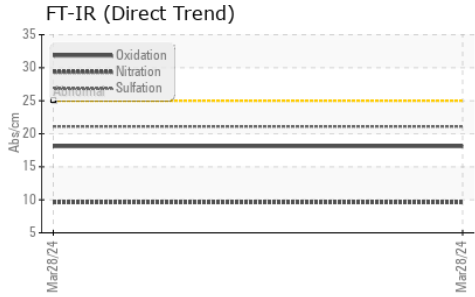 FT-IR (Direct Trend)
35
30
25
20
15
10
5
Abs/cm
Oxidation
Nitration
Sulfation
Abnormal
Mar28/24
Mar28/24